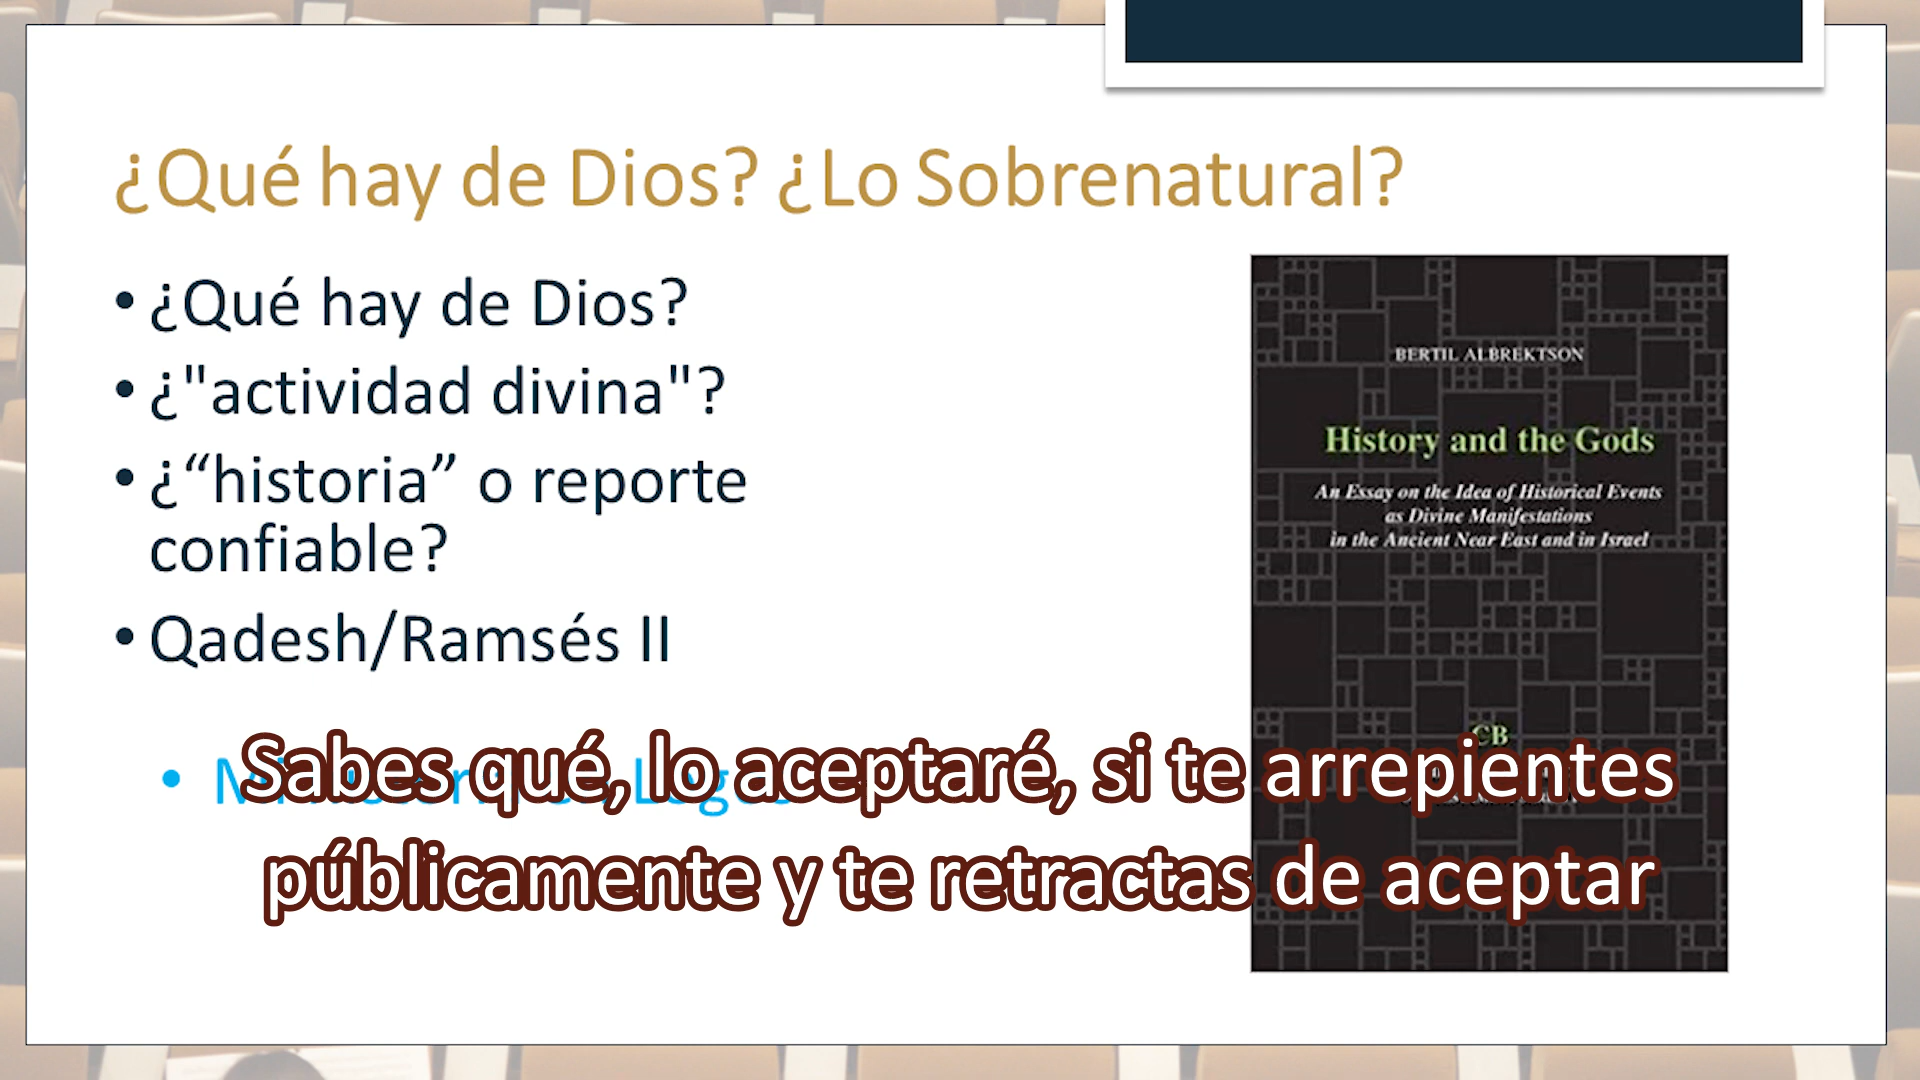 ¿Qué hay de Dios? ¿Lo Sobrenatural?
• ¿Qué hay de Dios?
• ¿"actividad divina"?
• ¿“historia” o reporte
confiable?
• Qadesh/Ramsés II
BERTIL ALBREKTSON
History and the Gods
An Essay on the Idea of Historical Events
as Divine Manifestations
in the Ancient Near East and in Israel
CB
Sabes qué, lo aceptaré, si te arrepientes
públicamente y te retractas de aceptar